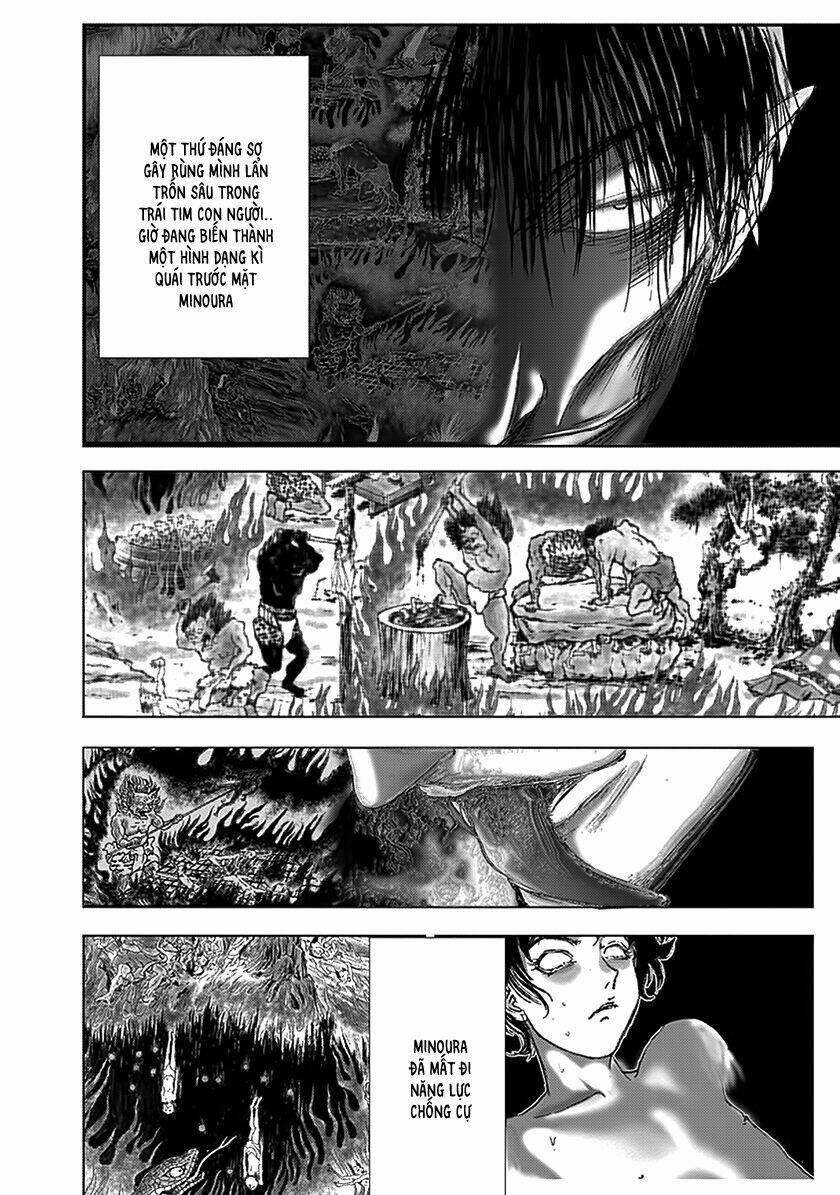 MỘT THỨ ĐÁNG SỢ
GÂY RÙNG MÌNH LẨN
TRỐN SÂU TRONG
TRÁI TIM CON NGƯỜI..
GIỜ ĐANG BIẾN THÀNH
MỘT HÌNH DẠNG KÌ
QUÁI TRƯỚC MẶT
MINOURA
MINOURA
ĐÃ MẤT ĐI
NĂNG LỰC
CHỐNG CỰ